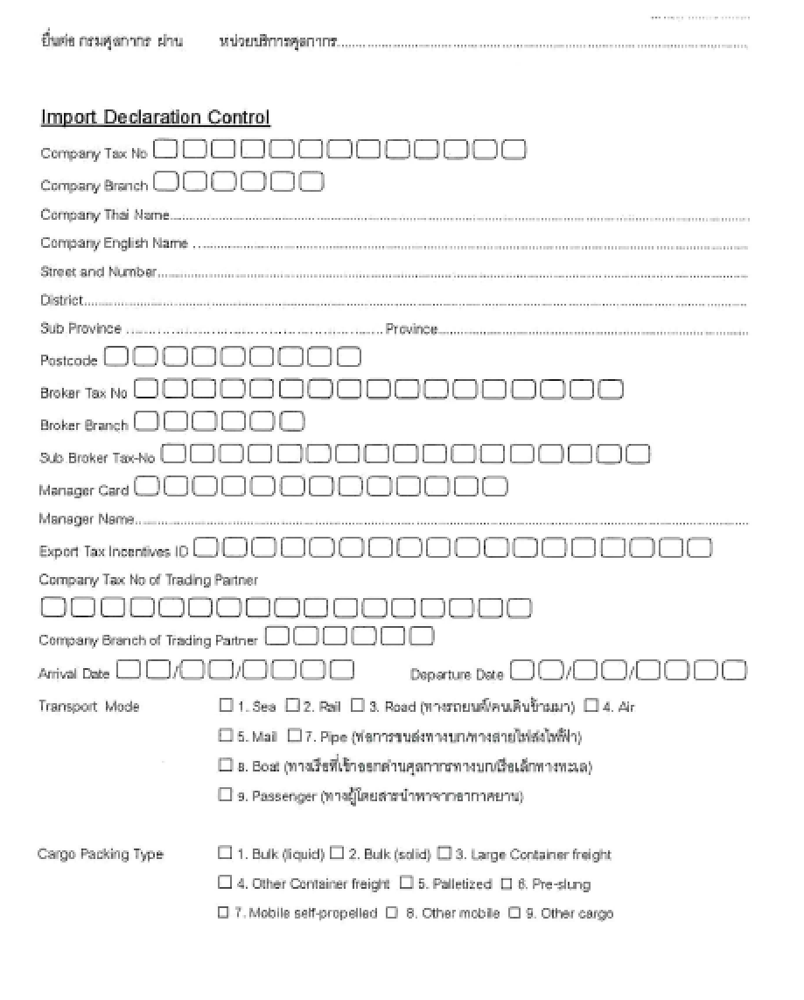 ยื่นต่อ กรมศุลกากร ผ่าน หน่วยบริการศุลกากร
Import Declaration Control
Company Tax No
Company Branch
Company Thai Name
Company English Name
Street and Number
District
Sub Province Province
Postcode
Broker Tax No
Broker Branch
Sub Broker Tax-No
Manager Card
Manager Name
Export Tax Incentives ID
Company Tax No of Trading Partner
Company Branch of Trading Partner
Arrival Date / / Departure Date / /
Transport Mode 1. Sea 2. Rail 3. Road (ทางรถยนต์/คนเดินข้ามมา) 4. Air
5. Mail 7. Pipe (ท่อการขนส่งทางบก/ทางสายไฟส่งไฟฟ้า)
8. Boat (ทางเรือที่เข้าออกด่านศุลกากรทางบก/เรือเล็กทางทะเล)
9. Passenger (ทางผู้โดยสารนำพาจากอากาศยาน)
Cargo Packing Type 1. Bulk (liquid) 2. Bulk (solid) 3. Large Container freight
4. Other Container freight 5. Palletized 6. Pre-slung
7. Mobile self-propelled 8. Other mobile 9. Other cargo